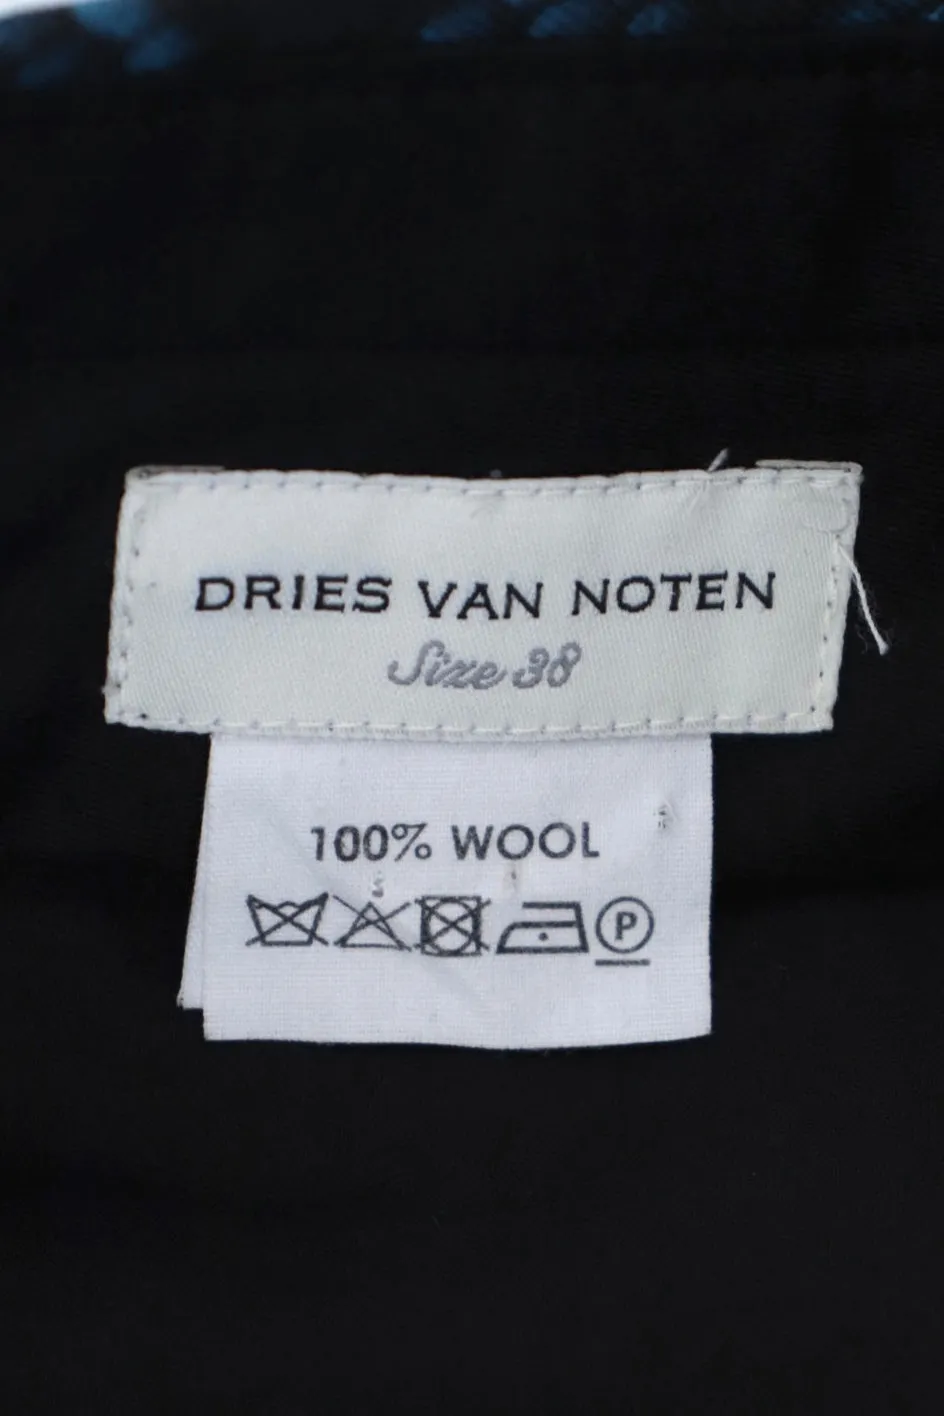 DRIES VAN NOTEN
Size 38
100% WOOL
P